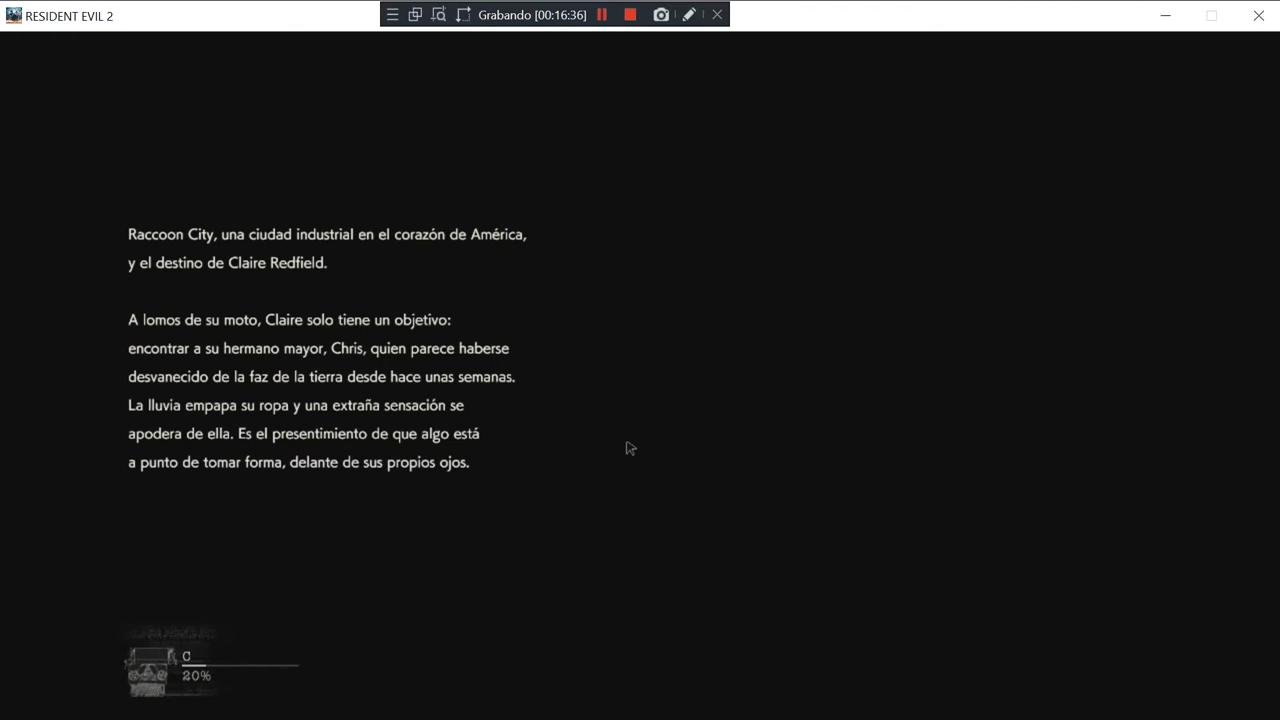 RESIDENT EVIL 2
Grabando [00:16:36]
Raccoon City, una ciudad industrial en el corazón de América,
y el destino de Claire Redfield.
A lomos de su moto, Claire solo tiene un objetivo:
encontrar a su hermano mayor, Chris, quien parece haberse
desvanecido de la faz de la tierra desde hace unas semanas.
La lluvia empapa su ropa y una extraña sensación se
apodera de ella. Es el presentimiento de que algo está
a punto de tomar forma, delante de sus propios ojos.
C
20%